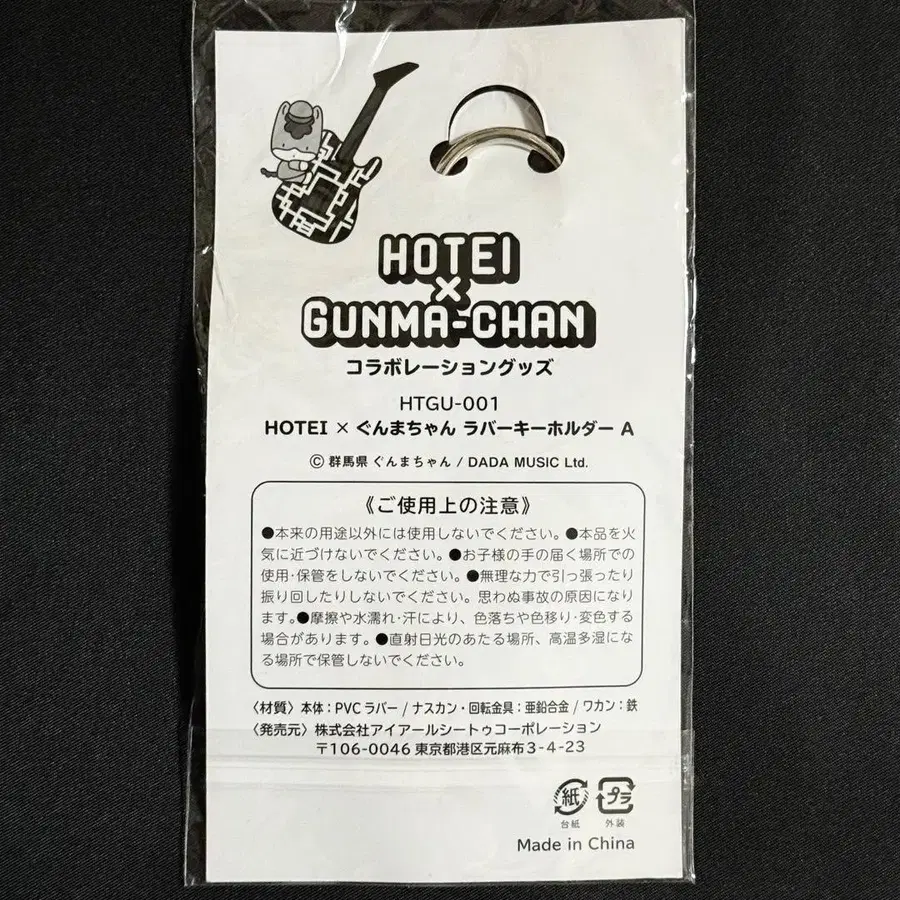 HOTEI
×
GUNMA-CHAN
コラボレーショングッズ
HTGU-001
HOTEI × ぐんまちゃん ラバーキーホルダー A
Ⓒ 群馬県 ぐんまちゃん / DADA MUSIC Ltd.
《ご使用上の注意》
●本来の用途以外には使用しないでください。●本品を火
気に近づけないでください。●お子様の手の届く場所での
使用・保管をしないでください。●無理な力で引っ張ったり
振り回したりしないでください。思わぬ事故の原因になり
ます。●摩擦や水濡れ・汗により、色落ちや色移り・変色する
場合があります。●直射日光のあたる場所、高温多湿にな
る場所で保管しないでください。
〈材質〉本体：PVC ラバー / ナスカン・回転金具：亜鉛合金 / ワカン：鉄
〈発売元〉株式会社アイアールシートゥコーポレーション
〒106-0046 東京都港区元麻布3-4-23
紙 プラ
台紙 外装
Made in China